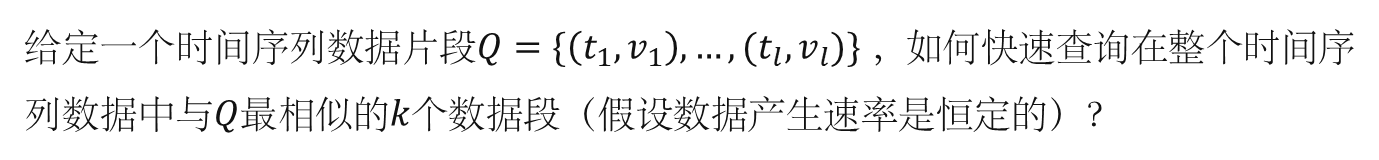 给定一个时间序列数据片段Q = {(t₁, v₁), …, (tₗ, vₗ)}，如何快速查询在整个时间序
列数据中与Q最相似的k个数据段（假设数据产生速率是恒定的）？